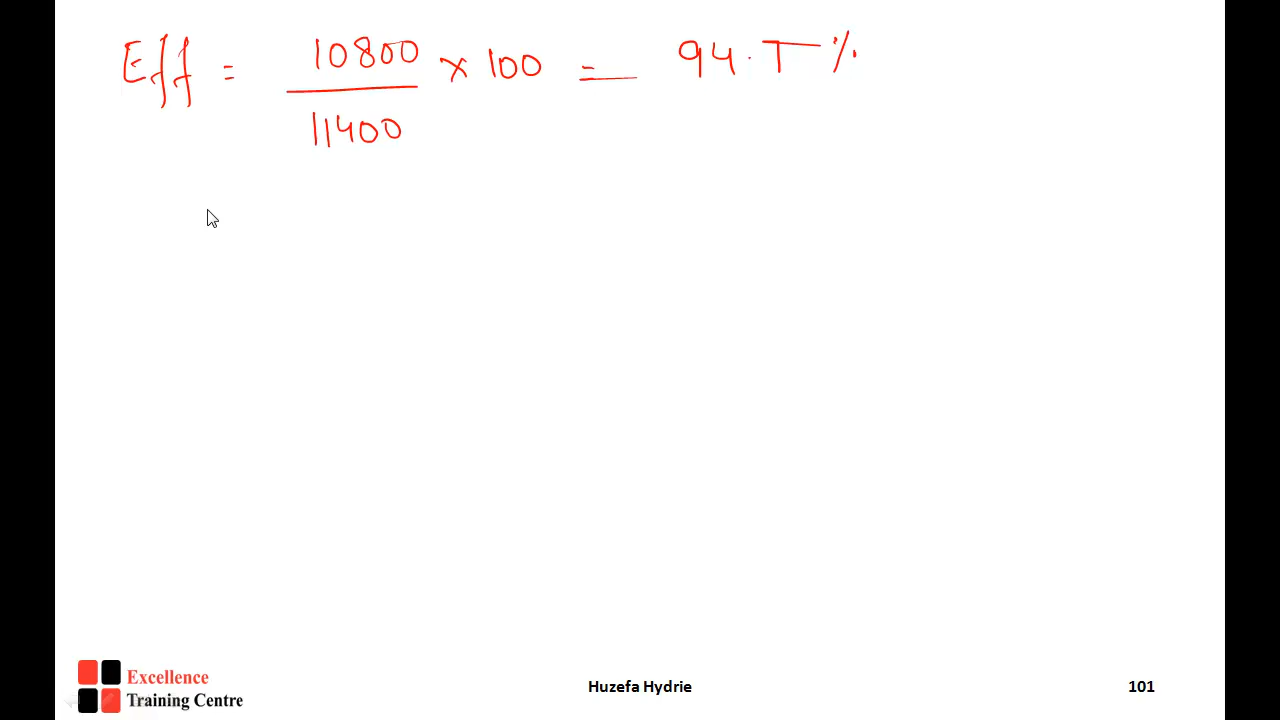 Eff = 10800 / 11400 × 100 = 94.7 %
Excellence
Training Centre
Huzefa Hydrie
101